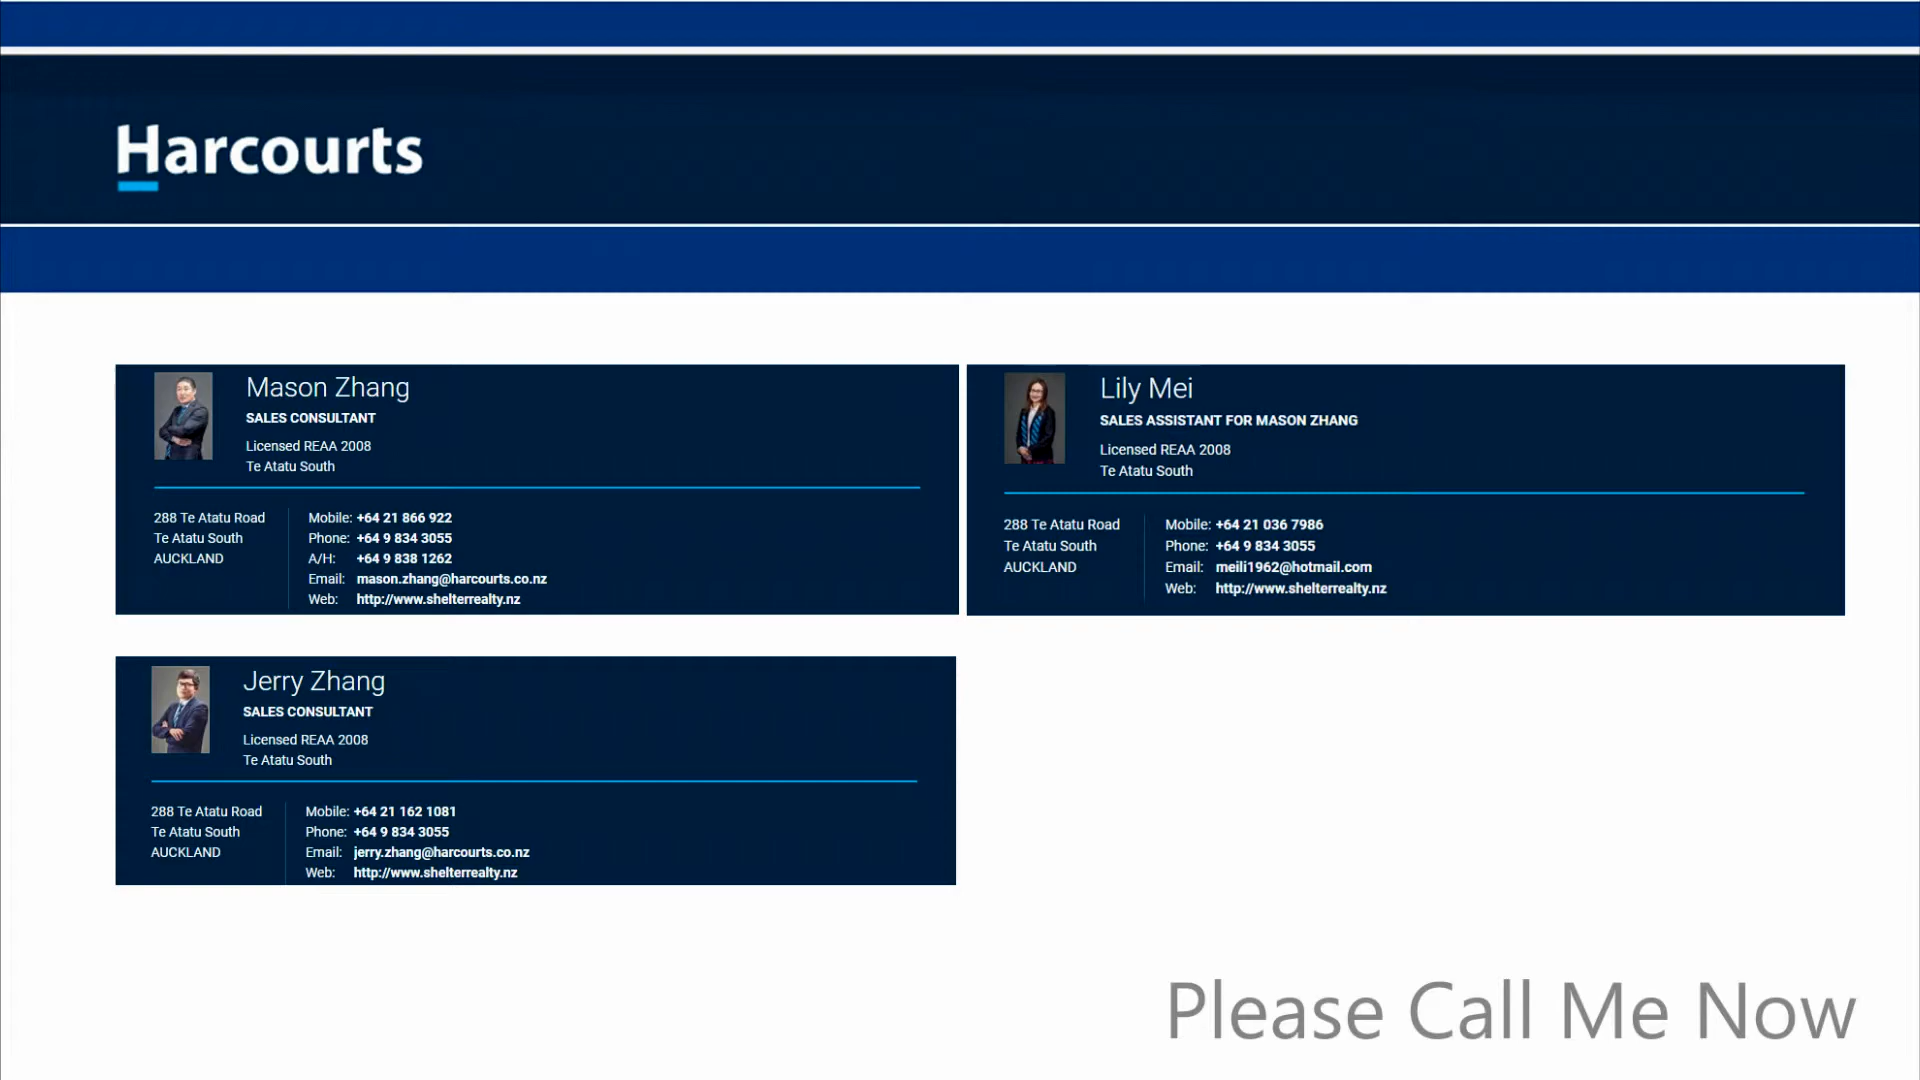 Harcourts
Mason Zhang
SALES CONSULTANT
Licensed REAA 2008
Te Atatu South
288 Te Atatu Road
Te Atatu South
AUCKLAND
Mobile: +64 21 866 922
Phone: +64 9 834 3055
A/H: +64 9 838 1262
Email: mason.zhang@harcourts.co.nz
Web: http://www.shelterrealty.nz
Lily Mei
SALES ASSISTANT FOR MASON ZHANG
Licensed REAA 2008
Te Atatu South
288 Te Atatu Road
Te Atatu South
AUCKLAND
Mobile: +64 21 036 7986
Phone: +64 9 834 3055
Email: meili1962@hotmail.com
Web: http://www.shelterrealty.nz
Jerry Zhang
SALES CONSULTANT
Licensed REAA 2008
Te Atatu South
288 Te Atatu Road
Te Atatu South
AUCKLAND
Mobile: +64 21 162 1081
Phone: +64 9 834 3055
Email: jerry.zhang@harcourts.co.nz
Web: http://www.shelterrealty.nz
Please Call Me Now